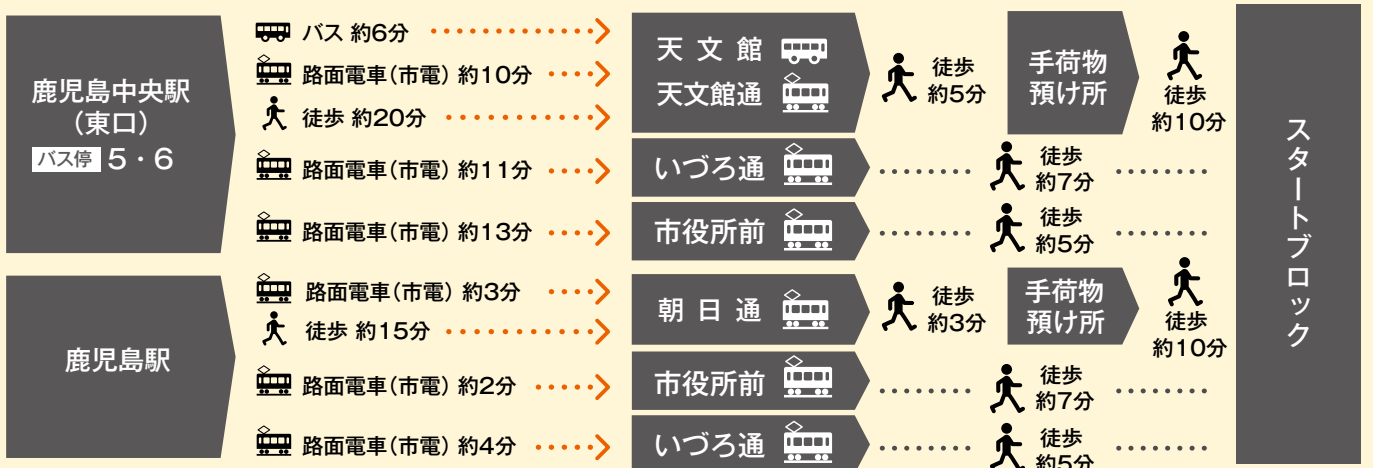 鹿児島中央駅
(東口)
バス停 5・6
バス 約6分
路面電車(市電) 約10分
徒歩 約20分
路面電車(市電) 約11分
路面電車(市電) 約13分
天文館
天文館通
いづろ通
市役所前
徒歩
約5分
手荷物
預け所
徒歩
約10分
徒歩
約7分
徒歩
約5分
鹿児島駅
路面電車(市電) 約3分
徒歩 約15分
路面電車(市電) 約2分
路面電車(市電) 約4分
朝日通
市役所前
いづろ通
徒歩
約3分
手荷物
預け所
徒歩
約10分
徒歩
約7分
徒歩
約5分
スタートブロック